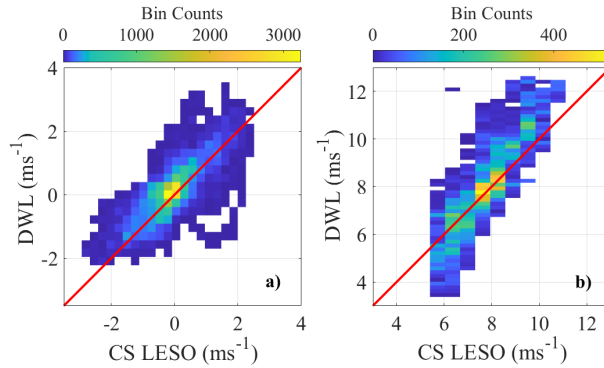 Bin Counts
0 1000 2000 3000
4
2
0
-2
DWL (ms-1)
-2 0 2 4
CS LESO (ms-1)
a)
Bin Counts
0 200 400
12
10
8
6
4
DWL (ms-1)
4 6 8 10 12
CS LESO (ms-1)
b)